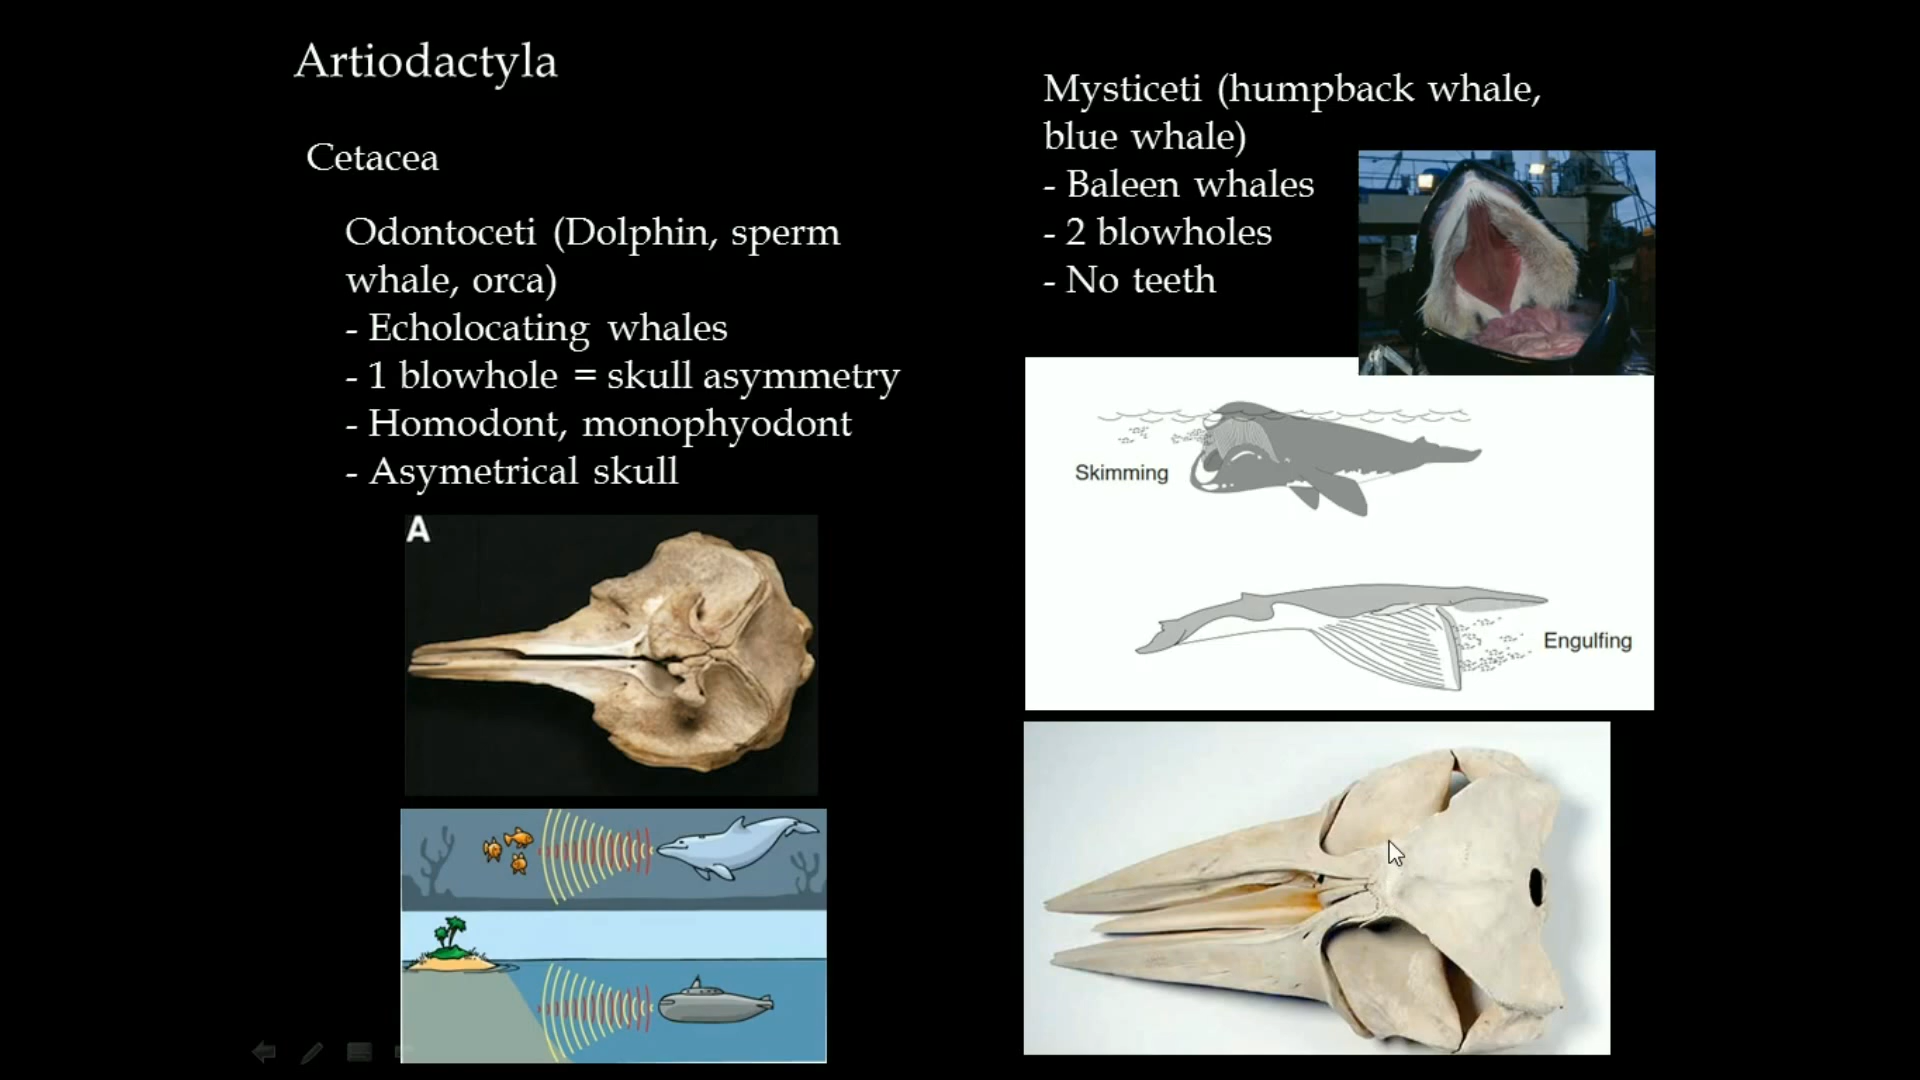 Artiodactyla
Cetacea
Odontoceti (Dolphin, sperm
whale, orca)
- Echolocating whales
- 1 blowhole = skull asymmetry
- Homodont, monophyodont
- Asymetrical skull
A
Mysticeti (humpback whale,
blue whale)
- Baleen whales
- 2 blowholes
- No teeth
Skimming
Engulfing